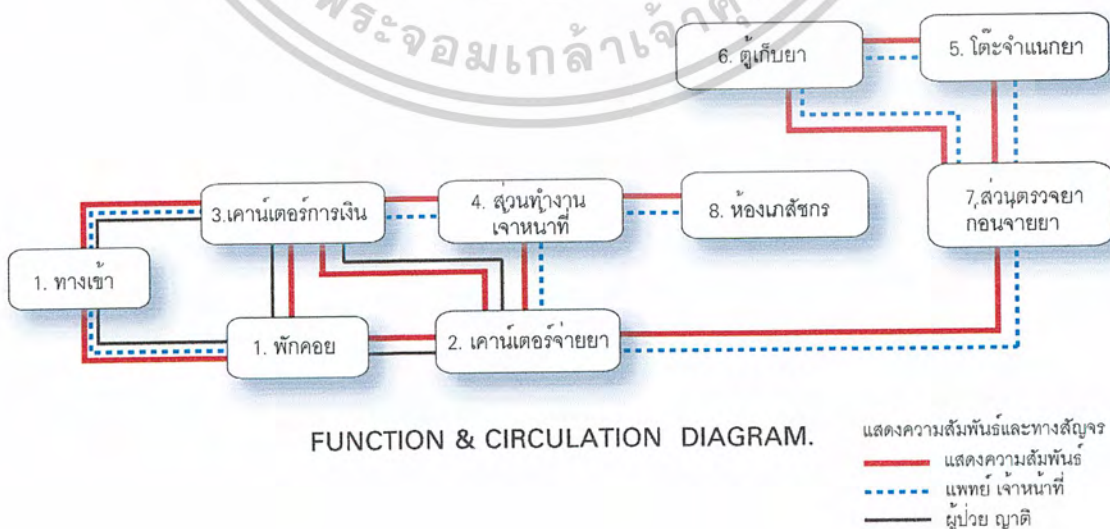 พระจอมเกล้าเจ้าคุ
6. ตู้เก็บยา
5. โต๊ะจำแนกยา
3.เคาน์เตอร์การเงิน
4. ส่วนทำงาน
เจ้าหน้าที่
8. ห้องเภสัชกร
7.ส่วนตรวจยา
ก่อนจายยา
1. ทางเข้า
1. พักคอย
2. เคาน์เตอร์จ่ายยา
FUNCTION & CIRCULATION DIAGRAM.
แสดงความสัมพันธ์และทางสัญจร
แสดงความสัมพันธ์
แพทย์ เจ้าหน้าที่
ผู้ป่วย ญาติ